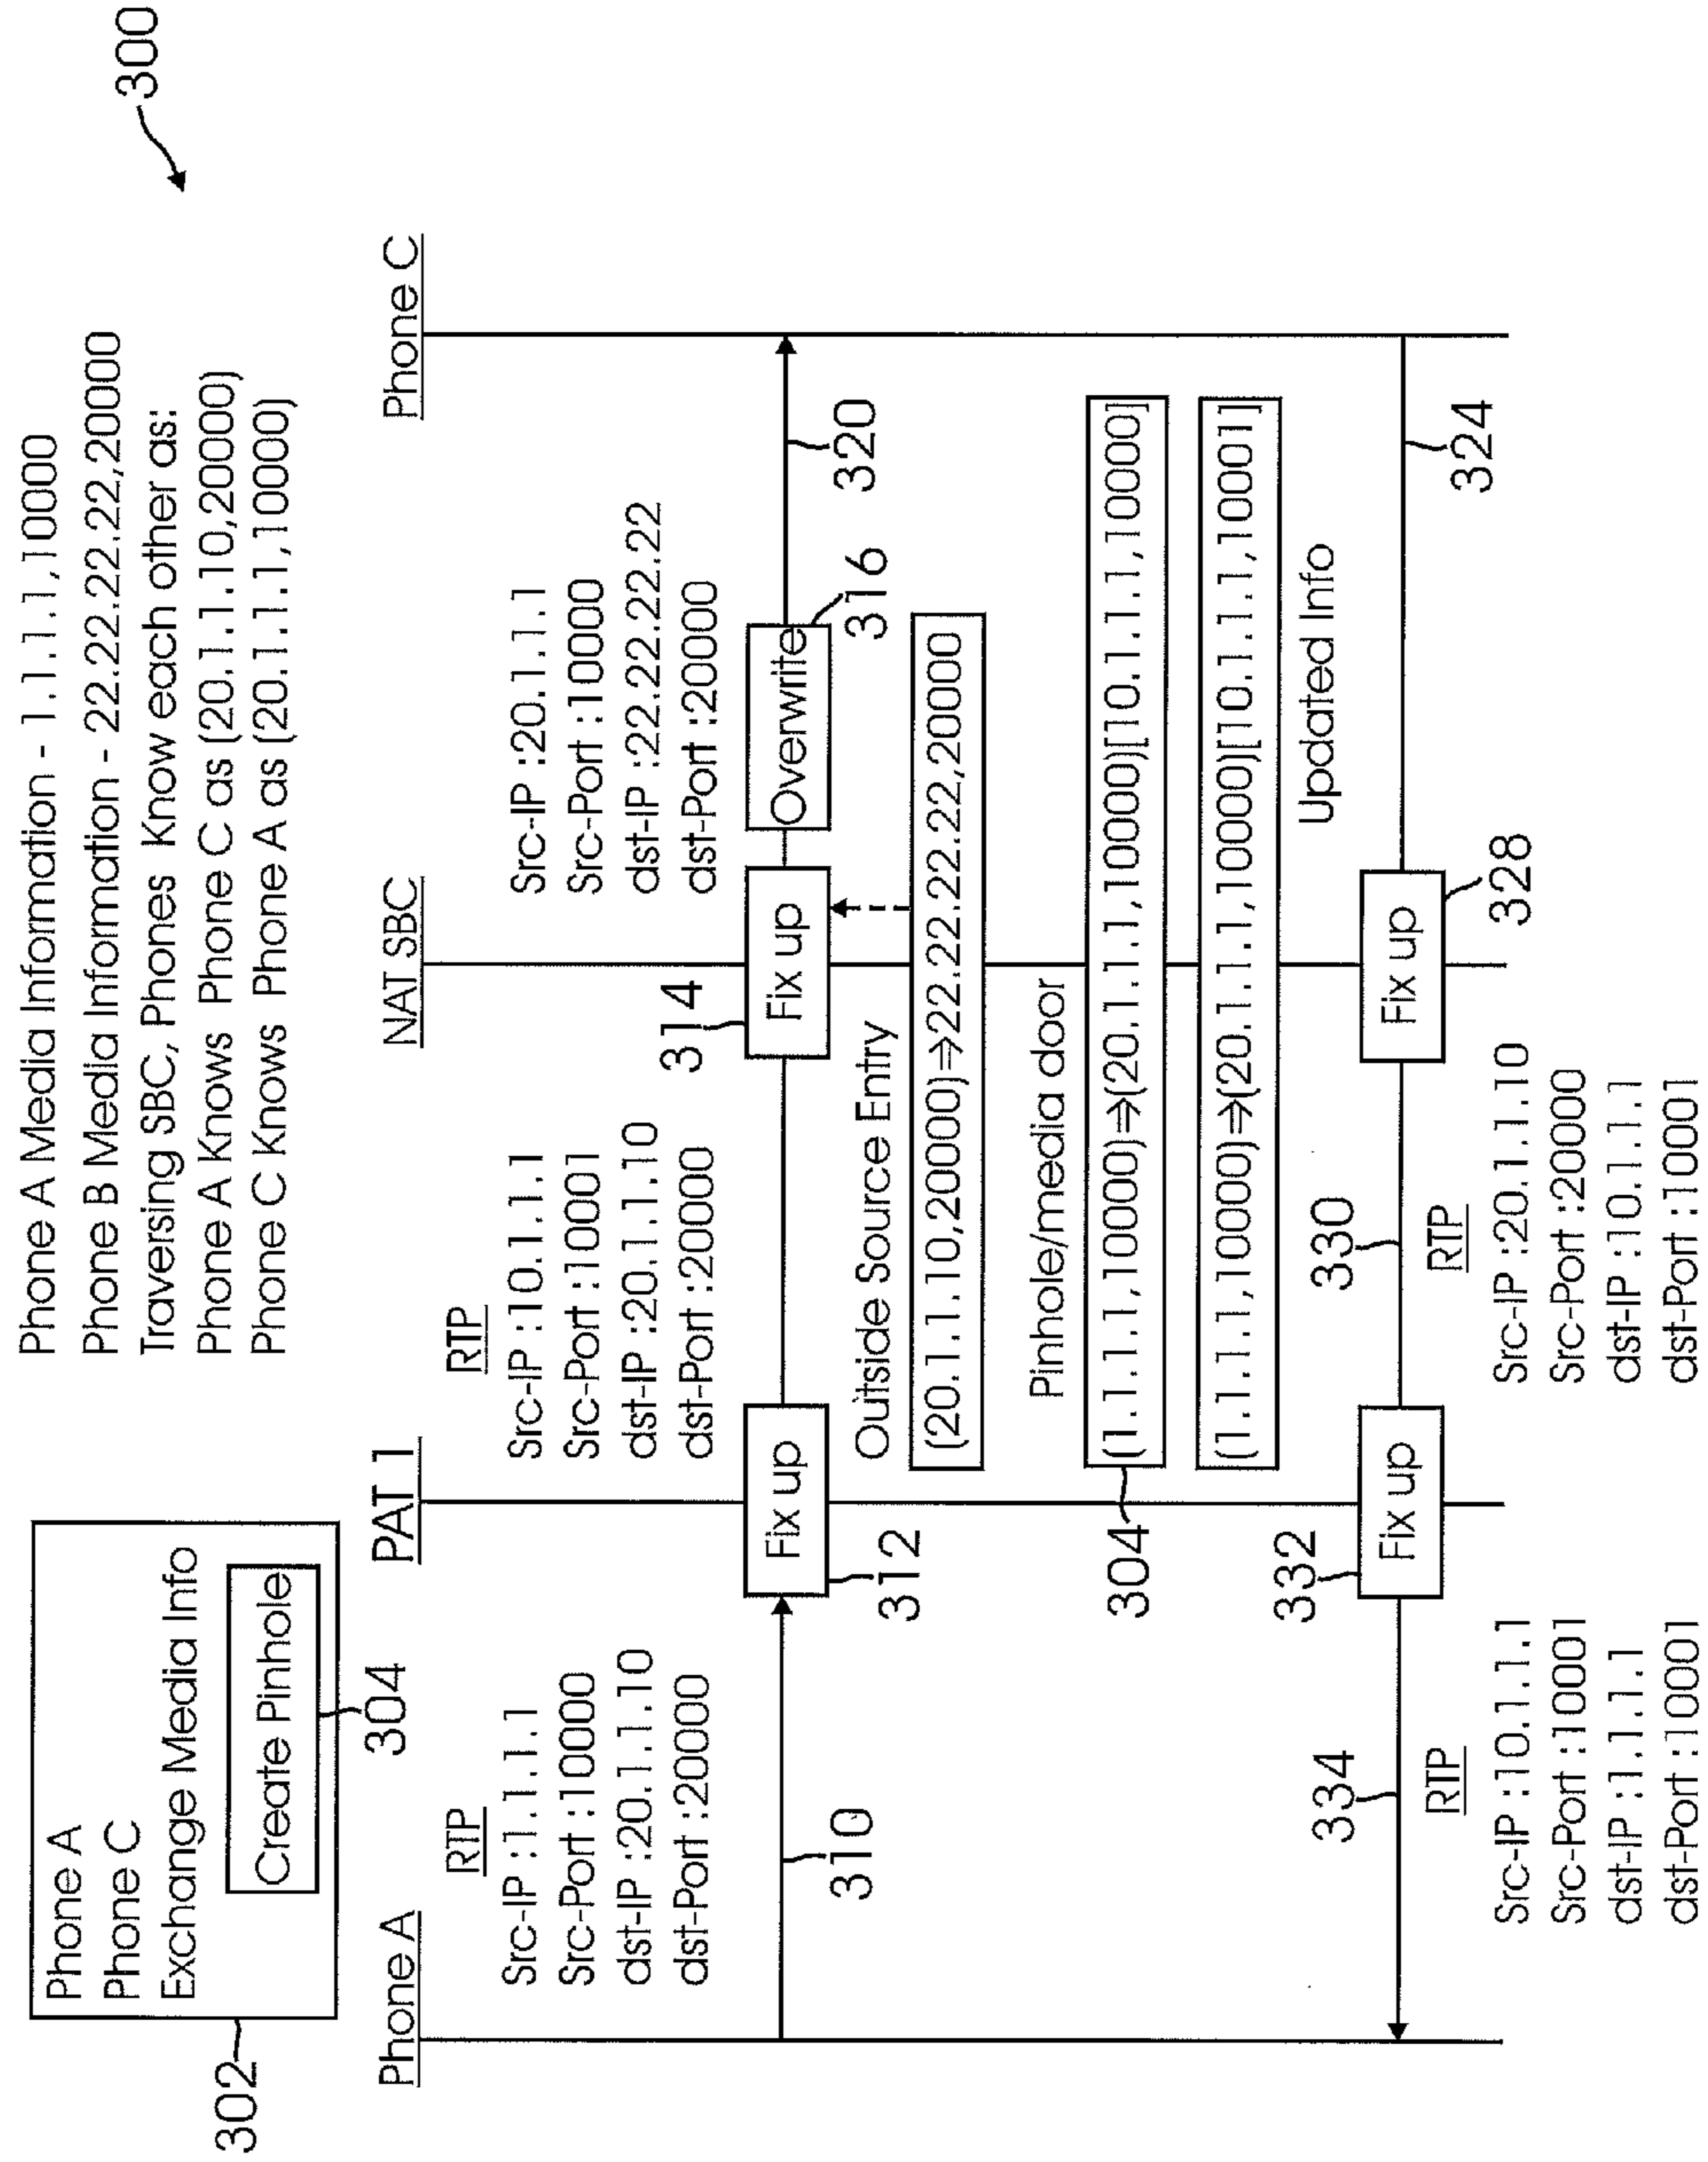 Phone A Media Information - 1.1.1.1,10000
Phone B Media Information - 22.22.22.22,20000
Traversing SBC, Phones Know each other as:
Phone A Knows Phone C as (20.1.1.10,20000)
Phone C Knows Phone A as (20.1.1.1,10000)
300
Phone A
Phone C
Exchange Media Info
Create Pinhole
302
304
Phone A
PAT 1
NAT SBC
Phone C
RTP
Src-IP :1.1.1.1
Src-Port :10000
dst-IP :20.1.1.10
dst-Port :20000
310
RTP
Src-IP :10.1.1.1
Src-Port :10001
dst-IP :20.1.1.10
dst-Port :20000
Src-IP :20.1.1.1
Src-Port :10000
dst-IP :22.22.22.22
dst-Port :20000
Fix up
312
314
Fix up
Overwrite
316
320
Outside Source Entry
(20.1.1.10,20000)⇒22.22.22.22,20000
Pinhole/media door
(1.1.1.1,10000)⇒(20.1.1.1,10000)[10.1.1.1,10000]
304
(1.1.1.1,10000)⇒(20.1.1.1,10000)[10.1.1.1,10001]
Updated Info
324
Fix up
328
330
332
Fix up
334
RTP
Src-IP :20.1.1.10
Src-Port :20000
dst-IP :10.1.1.1
dst-Port :10001
RTP
Src-IP :10.1.1.1
Src-Port :10001
dst-IP :1.1.1.1
dst-Port :10001